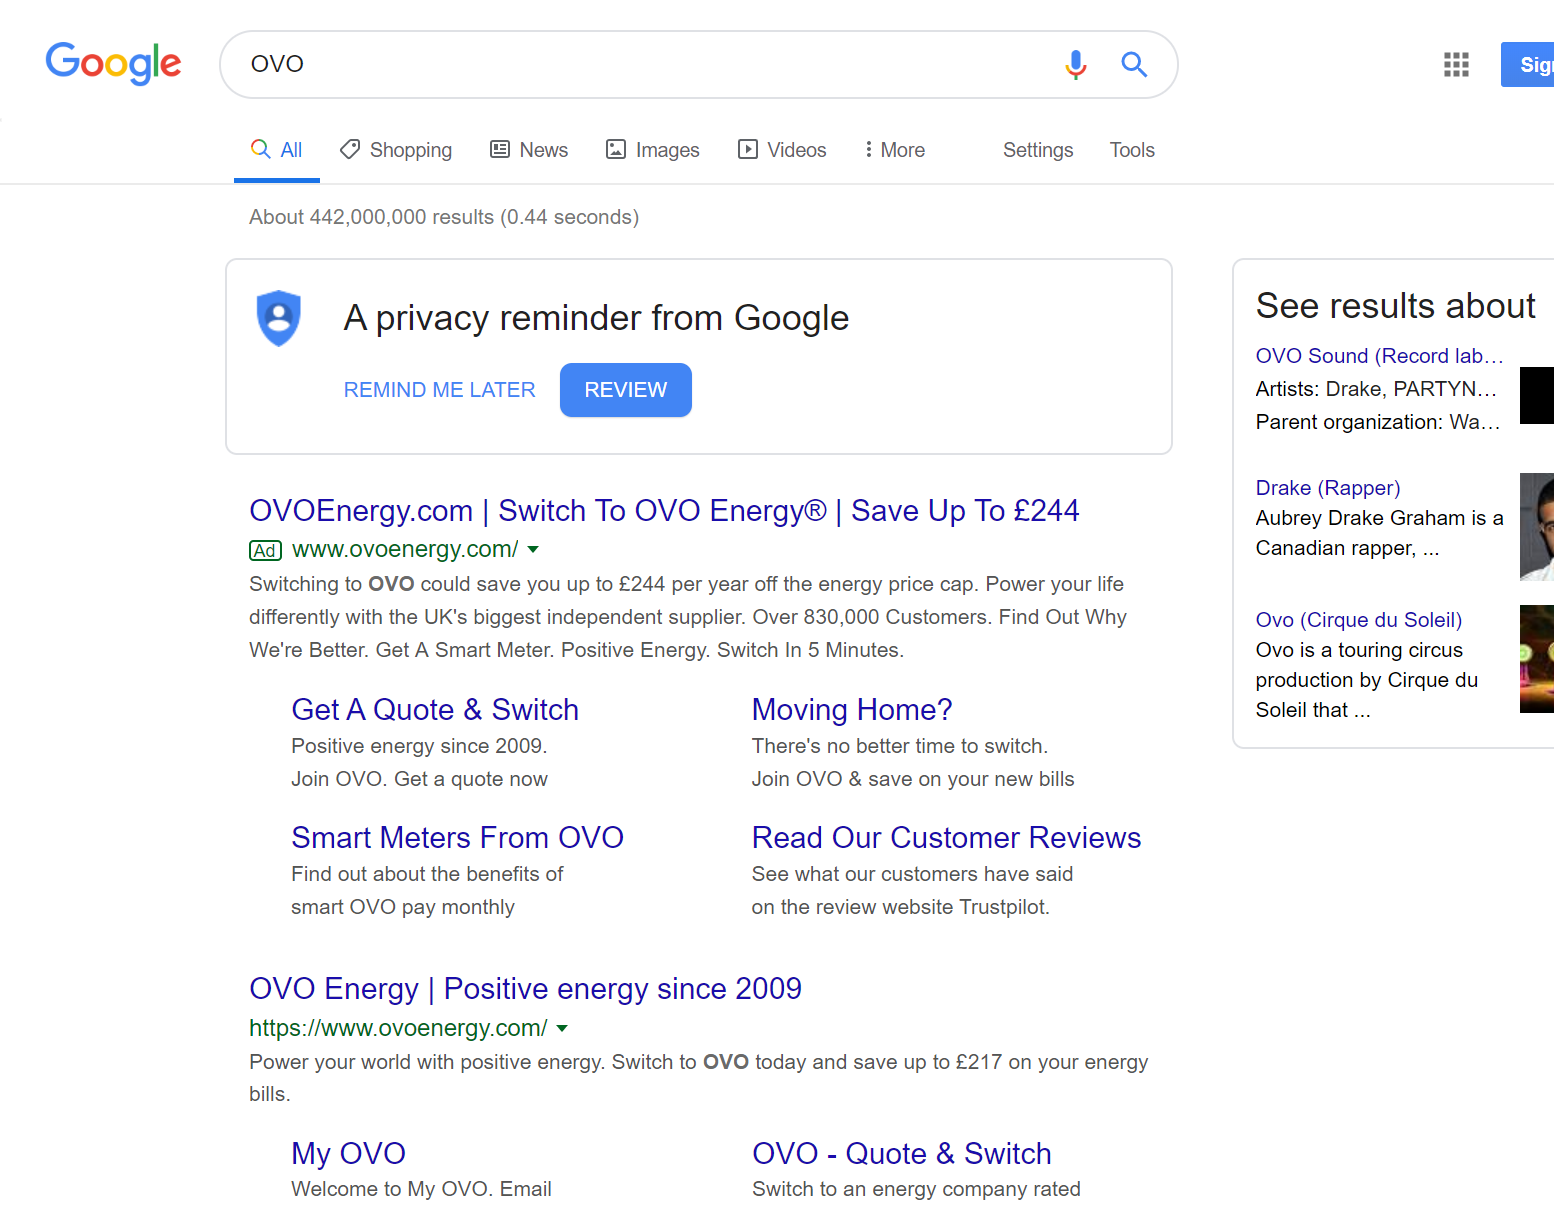 Google
OVO
Sign
All
Shopping
News
Images
Videos
More
Settings
Tools
About 442,000,000 results (0.44 seconds)
A privacy reminder from Google
REMIND ME LATER
REVIEW
OVOEnergy.com | Switch To OVO Energy® | Save Up To £244
Ad www.ovoenergy.com/
Switching to OVO could save you up to £244 per year off the energy price cap. Power your life
differently with the UK's biggest independent supplier. Over 830,000 Customers. Find Out Why
We're Better. Get A Smart Meter. Positive Energy. Switch In 5 Minutes.
Get A Quote & Switch
Positive energy since 2009.
Join OVO. Get a quote now
Moving Home?
There's no better time to switch.
Join OVO & save on your new bills
Smart Meters From OVO
Find out about the benefits of
smart OVO pay monthly
Read Our Customer Reviews
See what our customers have said
on the review website Trustpilot.
OVO Energy | Positive energy since 2009
https://www.ovoenergy.com/
Power your world with positive energy. Switch to OVO today and save up to £217 on your energy
bills.
My OVO
Welcome to My OVO. Email
OVO - Quote & Switch
Switch to an energy company rated
See results about
OVO Sound (Record lab...
Artists: Drake, PARTYN...
Parent organization: Wa...
Drake (Rapper)
Aubrey Drake Graham is a
Canadian rapper, ...
Ovo (Cirque du Soleil)
Ovo is a touring circus
production by Cirque du
Soleil that ...